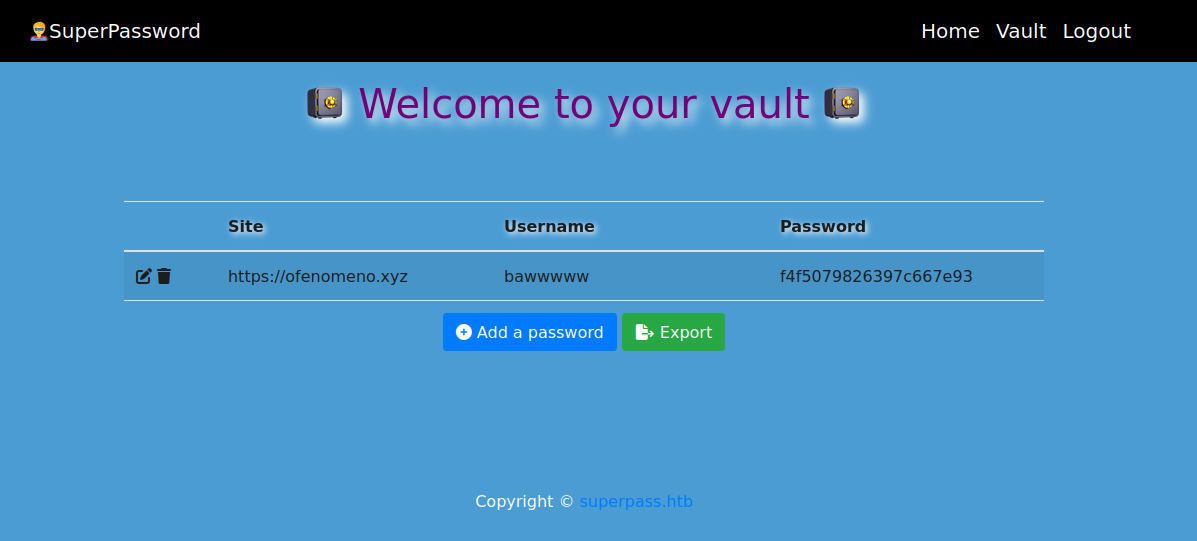 SuperPassword Home Vault Logout
Welcome to your vault
Site Username Password
https://ofenomeno.xyz bawwwww f4f5079826397c667e93
Add a password Export
Copyright © superpass.htb